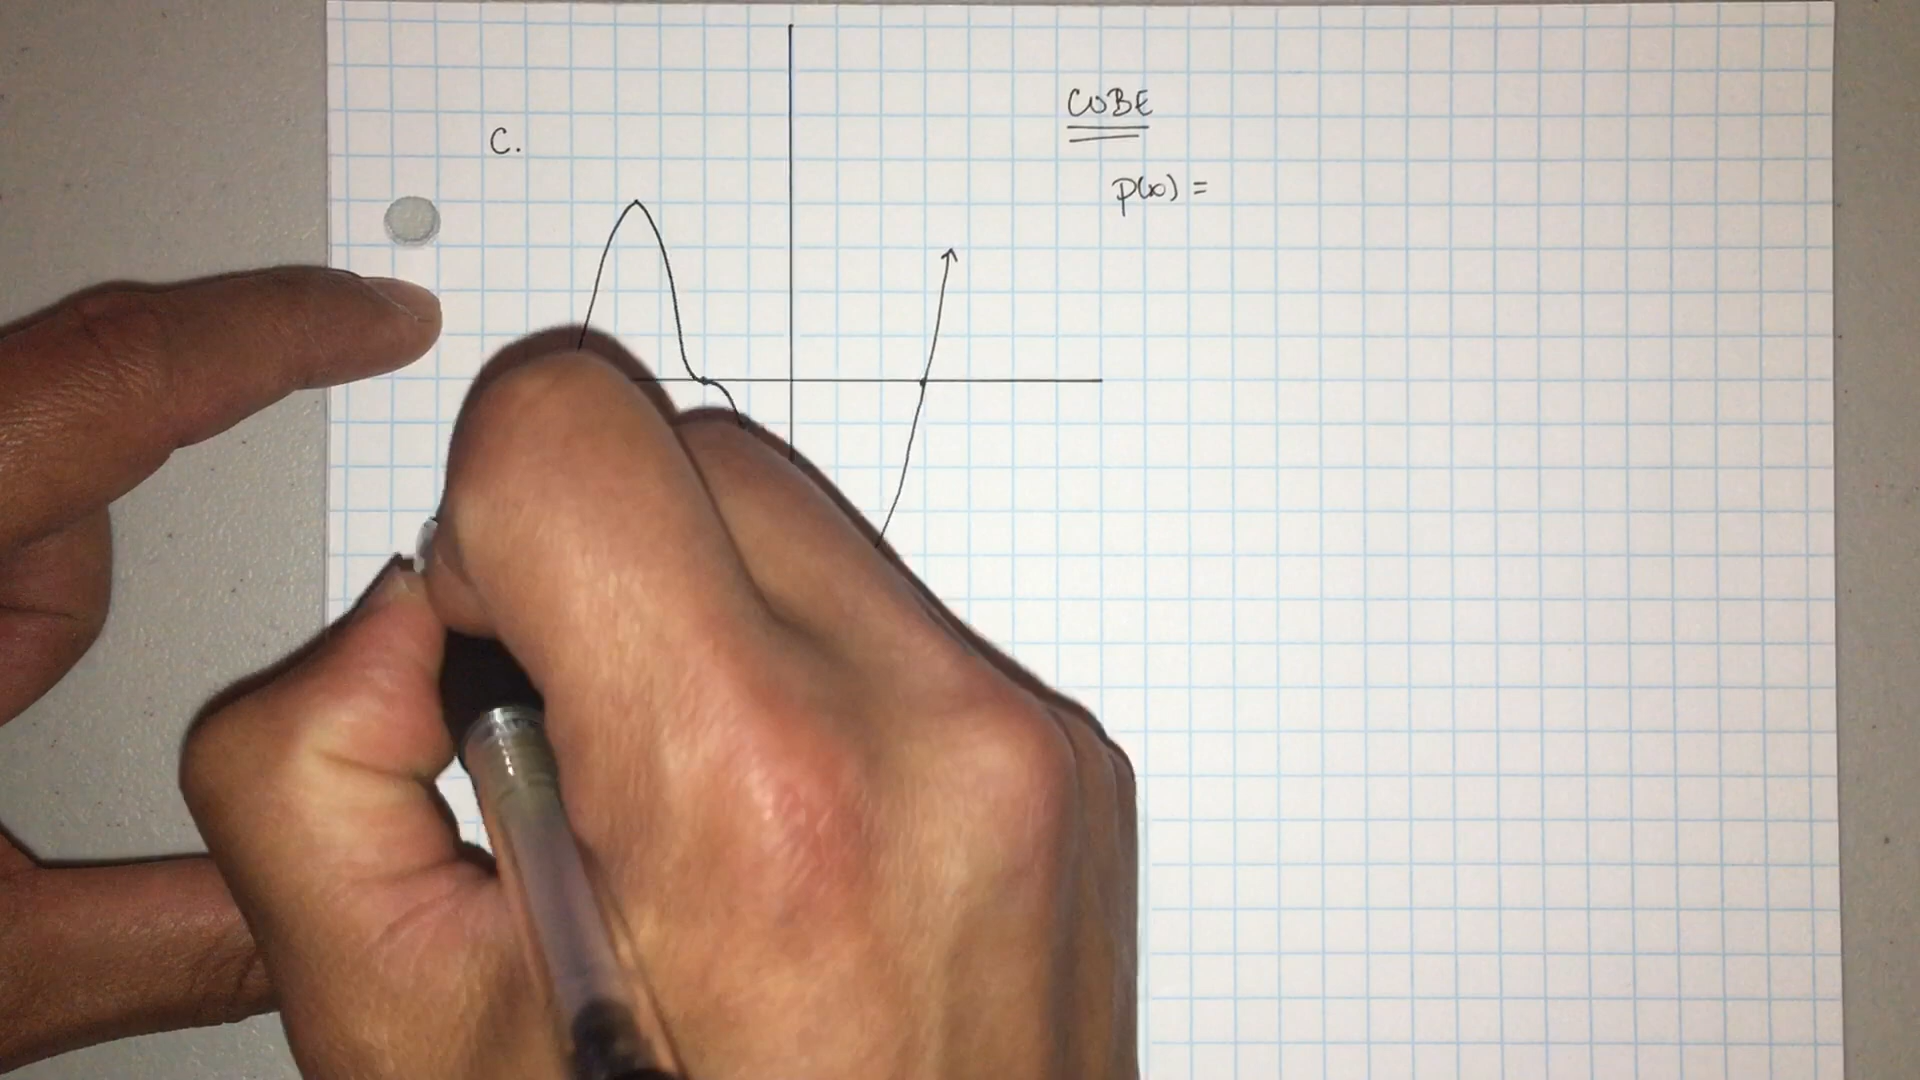 C.
CUBE
p(x) =